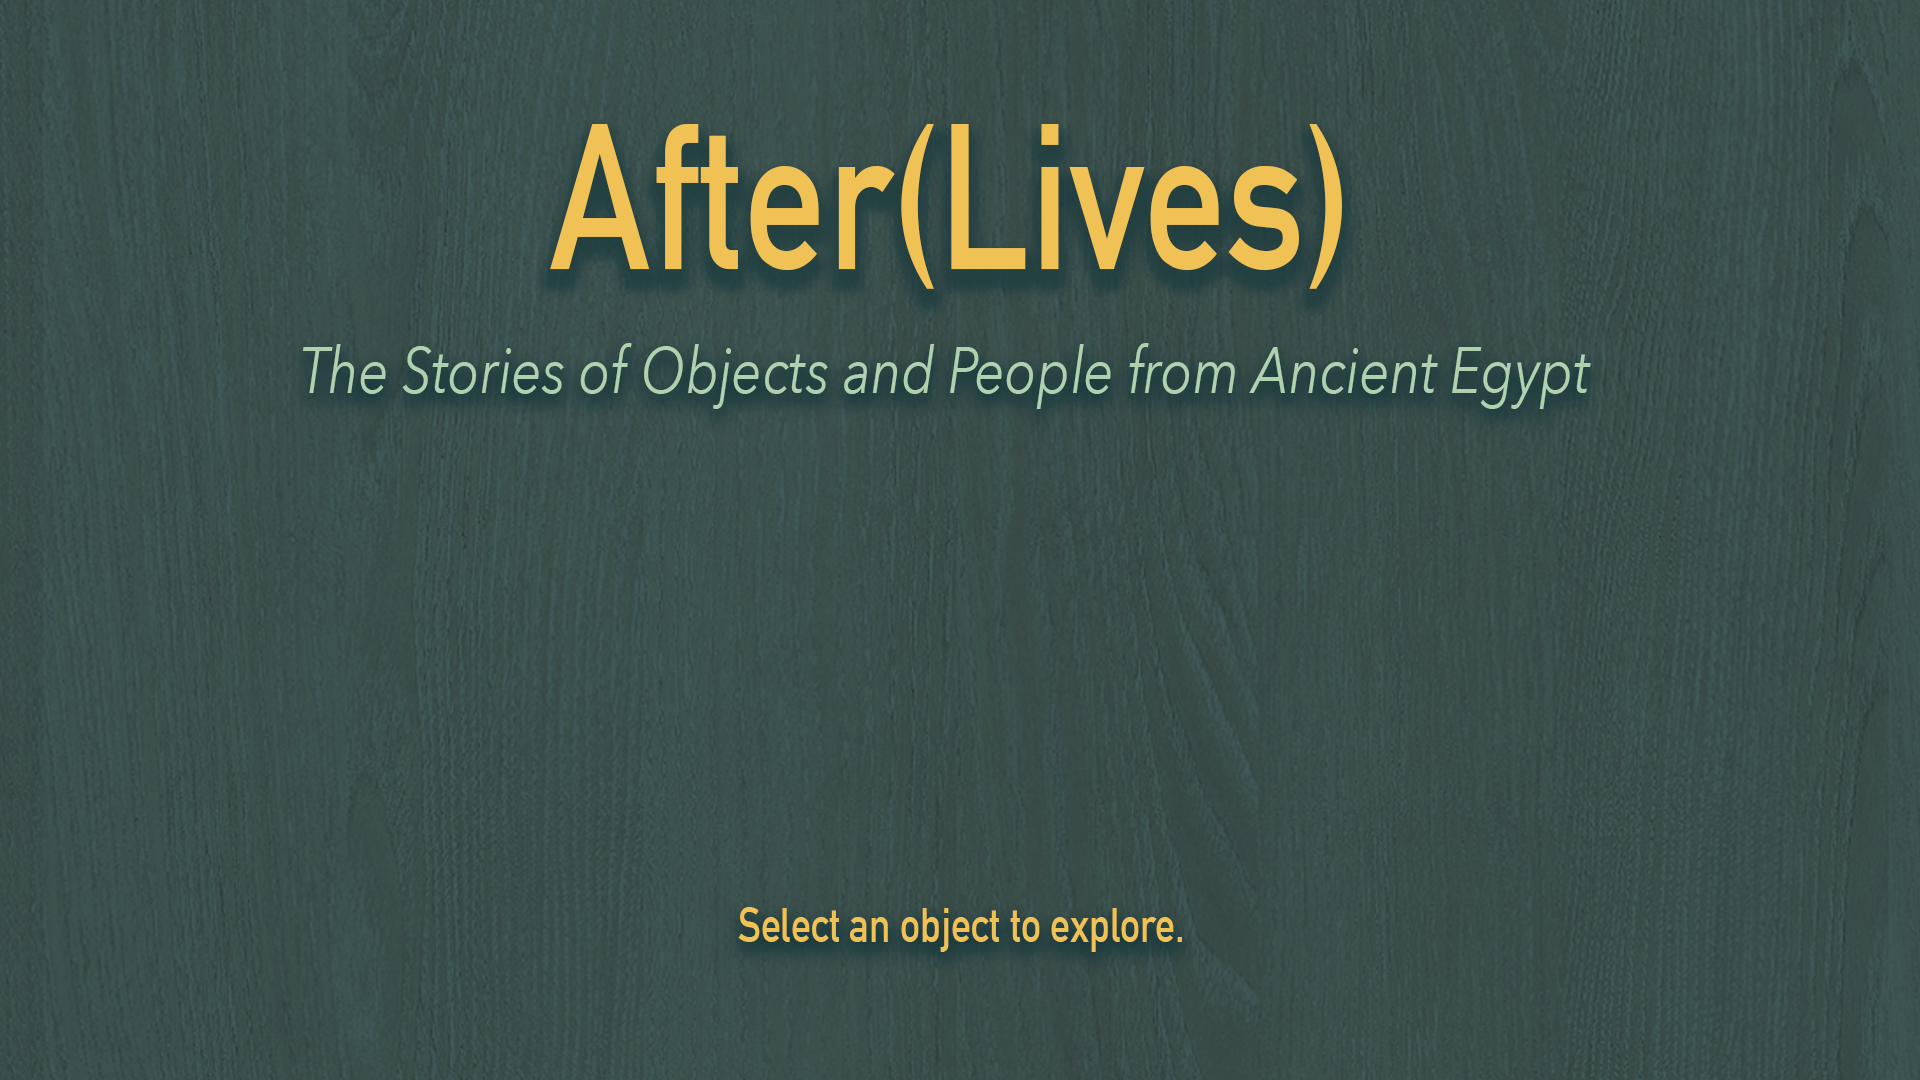 After(Lives)
The Stories of Objects and People from Ancient Egypt
Select an object to explore.